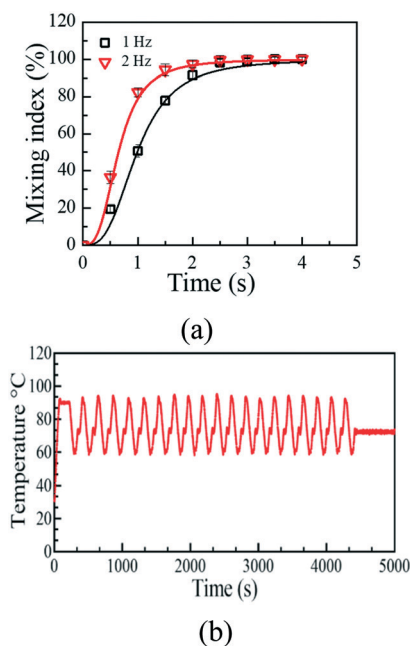 120
100
80
60
40
20
0
Mixing index (%)
1 Hz
2 Hz
0 1 2 3 4 5
Time (s)
(a)
120
100
80
60
40
20
0
Temperature °C
0 1000 2000 3000 4000 5000
Time (s)
(b)